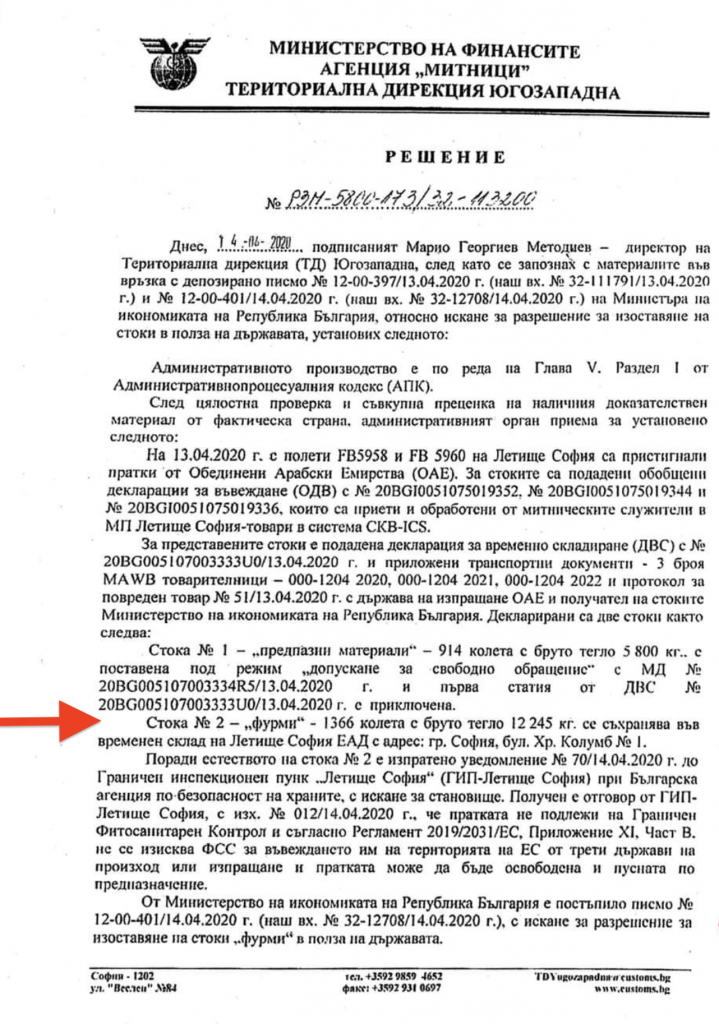 МИНИСТЕРСТВО НА ФИНАНСИТЕ
АГЕНЦИЯ „МИТНИЦИ”
ТЕРИТОРИАЛНА ДИРЕКЦИЯ ЮГОЗАПАДНА
РЕШЕНИЕ
№ РЗМ-5800-173/32-113200
Днес, 14.-04- 2020 подписаният Марио Георгиев Методиев – директор на
Териториална дирекция (ТД) Югозападна, след като се запознах с материалите във
връзка с депозирано писмо № 12-00-397/13.04.2020 г. (наш вх. № 32-111791/13.04.2020
г.) и № 12-00-401/14.04.2020 г. (наш вх. № 32-12708/14.04.2020 г.) на Министъра на
икономиката на Република България, относно искане за разрешение за изоставяне на
стоки в полза на държавата, установих следното:
Административното производство е по реда на Глава V. Раздел I от
Административнопроцесуалния кодекс (АПК).
След цялостна проверка и съвкупна преценка на наличния доказателствен
материал от фактическа страна, административният орган приема за установено
следното:
На 13.04.2020 г. с полети FB5958 и FB 5960 на Летище София са пристигнали
пратки от Обединени Арабски Емирства (ОАЕ). За стоките са подадени обобщени
декларации за въвеждане (ОДВ) с № 20BGI0051075019352, № 20BGI0051075019344 и
№ 20BGI0051075019336, които са приети и обработени от митническите служители в
МП Летище София-товари в система СКВ-ICS.
За представените стоки е подадена декларация за временно складиране (ДВС) с №
20BG005107003333U0/13.04.2020 г. и приложени транспортни документи - 3 броя
MAWB товарителници – 000-1204 2020, 000-1204 2021, 000-1204 2022 и протокол за
повреден товар № 51/13.04.2020 г. с държава на изпращане ОАЕ и получател на стоките
Министерство на икономиката на Република България. Декларирани са две стоки както
следва:
Стока № 1 – „предпазни материали“ – 914 колета с бруто тегло 5 800 кг.. с
поставена под режим „допускане за свободно обращение“ с МД №
20BG005107003334R5/13.04.2020 г. и първа статия от ДВС №
20BG005107003333U0/13.04.2020 г. с приключена.
Стока № 2 – „фурми“ - 1366 колета с бруто тегло 12 245 кг. се съхранява във
временен склад на Летище София ЕАД с адрес: гр. София, бул. Хр. Колумб № 1.
Поради естеството на стока № 2 е изпратено уведомление № 70/14.04.2020 г. до
Граничен инспекционен пунк „Летище София“ (ГИП-Летище София) при Българска
агенция по безопасност на храните, с искане за становище. Получен е отговор от ГИП-
Летище София, с изх. № 012/14.04.2020 г., че пратката не подлежи на Граничен
Фитосанитарен Контрол и съгласно Регламент 2019/2031/ЕС, Приложение XI, Част В.
не се изисква ФСС за въвеждането им на територията на ЕС от трети държави на
произход или изпращане и пратката може да бъде освободена и пусната по
предназначение.
От Министерство на икономиката на Република България е постъпило писмо №
12-00-401/14.04.2020 г. (наш вх. № 32-12708/14.04.2020 г.), с искане за разрешение за
изоставяне на стоки „фурми“ в полза на държавата.
София - 1202
ул. "Веслец" №84
тел. +3592 9859 4652
факс: +3592 931 0697
TDYugozapadna@customs.bg
www.customs.bg